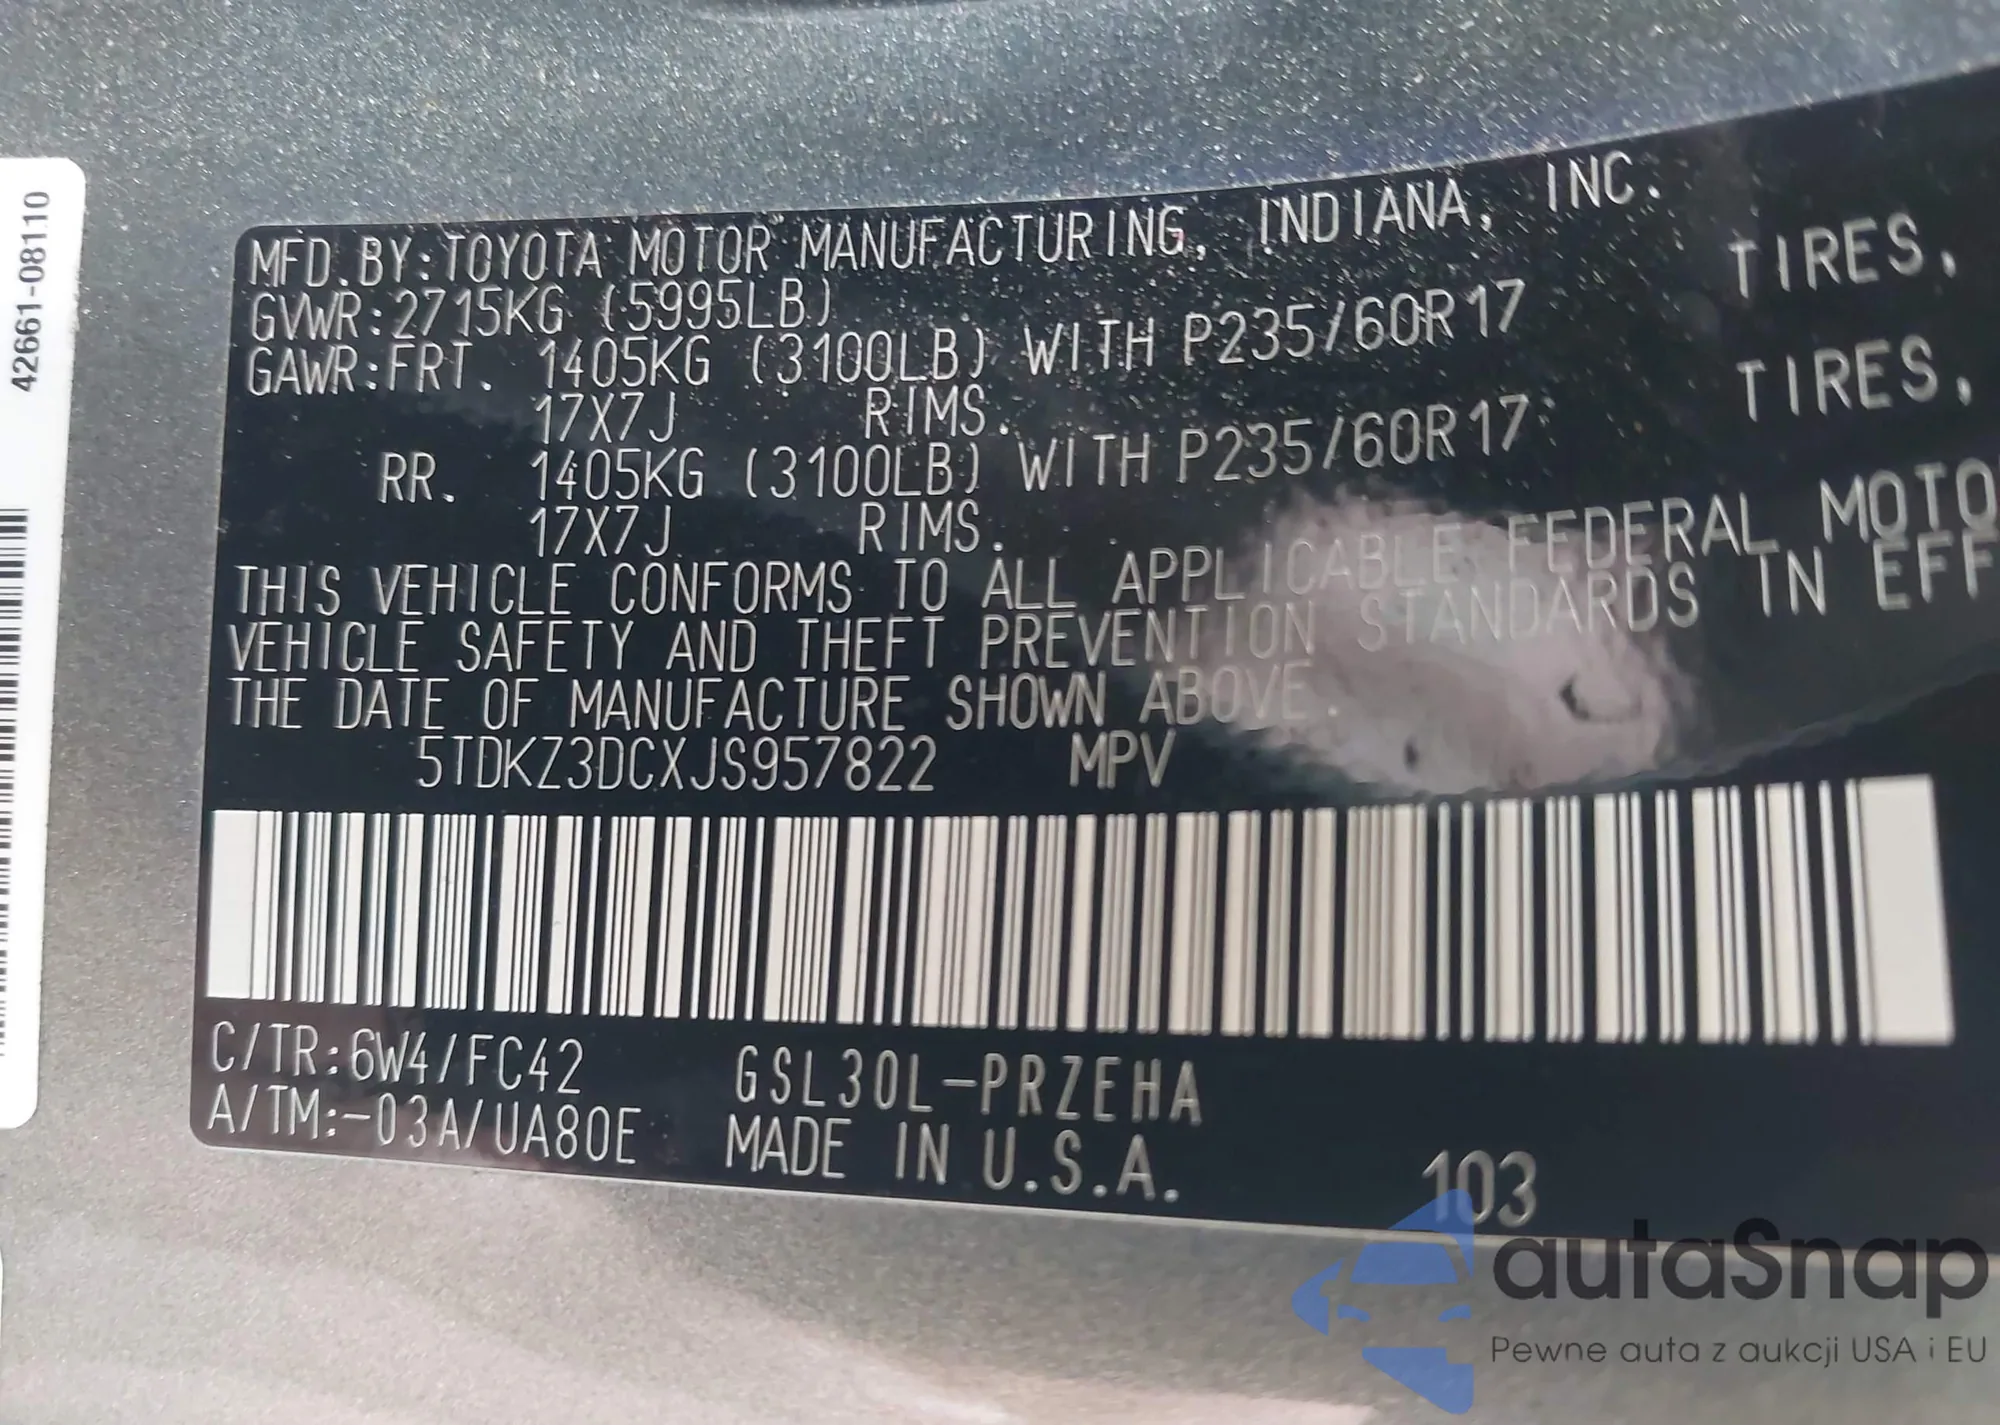 42661-08110
MFD.BY:TOYOTA MOTOR MANUFACTURING, INDIANA, INC.
GVWR:2715KG (5995LB)
GAWR:FRT. 1405KG (3100LB) WITH P235/60R17 TIRES,
17X7J RIMS.
RR. 1405KG (3100LB) WITH P235/60R17 TIRES,
17X7J RIMS.
THIS VEHICLE CONFORMS TO ALL APPLICABLE FEDERAL MOTO
VEHICLE SAFETY AND THEFT PREVENTION STANDARDS IN EFF
THE DATE OF MANUFACTURE SHOWN ABOVE.
5TDKZ3DCXJS957822 MPV
C/TR:6W4/FC42 GSL30L-PRZEHA
A/TM:-03A/UA80E MADE IN U.S.A. 103
autaSnap
Pewne auta z aukcji USA i EU